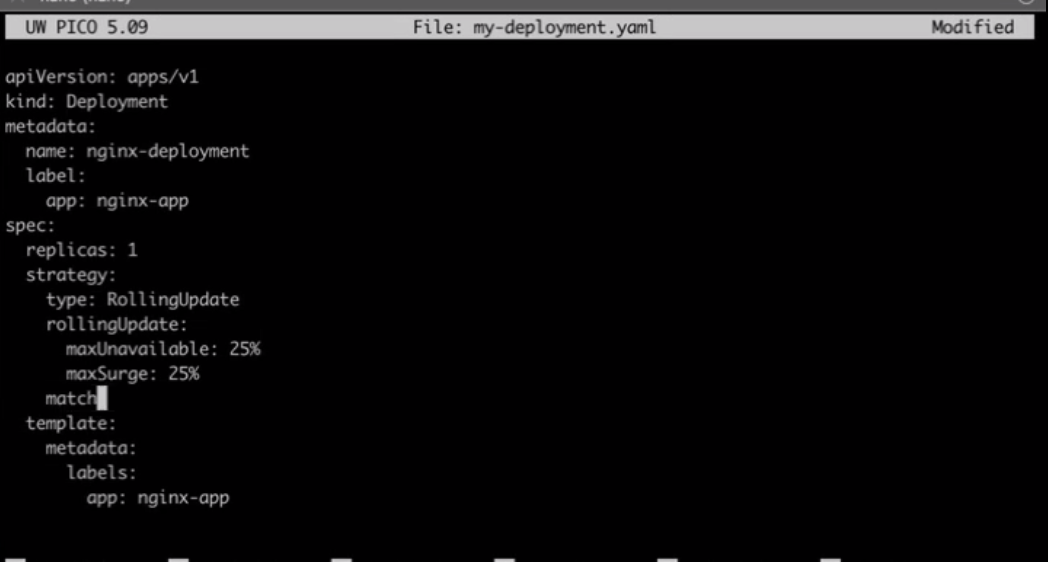 UW PICO 5.09 File: my-deployment.yaml Modified
apiVersion: apps/v1
kind: Deployment
metadata:
  name: nginx-deployment
  label:
    app: nginx-app
spec:
  replicas: 1
  strategy:
    type: RollingUpdate
    rollingUpdate:
      maxUnavailable: 25%
      maxSurge: 25%
    match
  template:
    metadata:
      labels:
        app: nginx-app